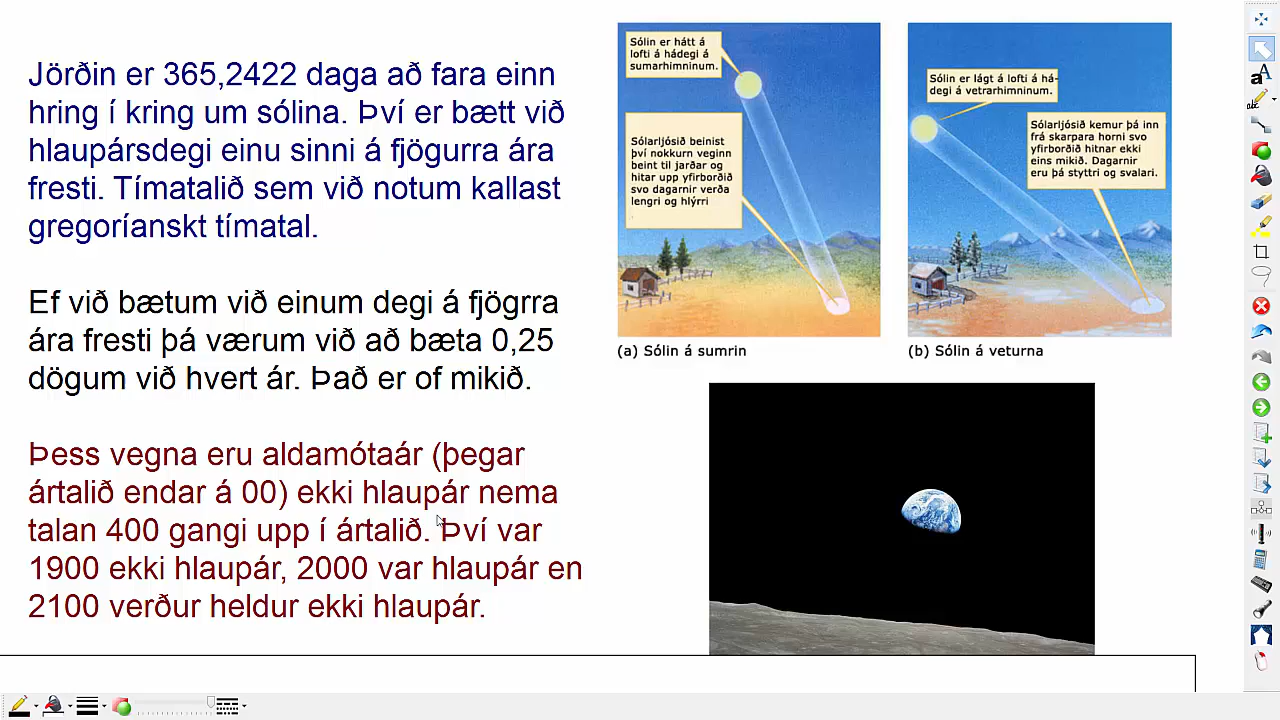 Jörðin er 365,2422 daga að fara einn
hring í kring um sólina. Því er bætt við
hlaupársdegi einu sinni á fjögurra ára
fresti. Tímatalið sem við notum kallast
gregoríanskt tímatal.
Ef við bætum við einum degi á fjögrra
ára fresti þá værum við að bæta 0,25
dögum við hvert ár. Það er of mikið.
Þess vegna eru aldamótaár (þegar
ártalið endar á 00) ekki hlaupár nema
talan 400 gangi upp í ártalið. Því var
1900 ekki hlaupár, 2000 var hlaupár en
2100 verður heldur ekki hlaupár.
Sólin er hátt á
lofti á hádegi á
sumarhimninum.
Sólarljósið beinist
því nokkurn veginn
beint til jarðar og
hitar upp yfirborðið
svo dagarnir verða
lengri og hlýrri
.
(a) Sólin á sumrin
Sólin er lágt á lofti á há-
degi á vetrarhimninum.
Sólarljósið kemur þá inn
frá skarpara horni svo
yfirborðið hitnar ekki
eins mikið. Dagarnir
eru þá styttri og svalari.
(b) Sólin á veturna